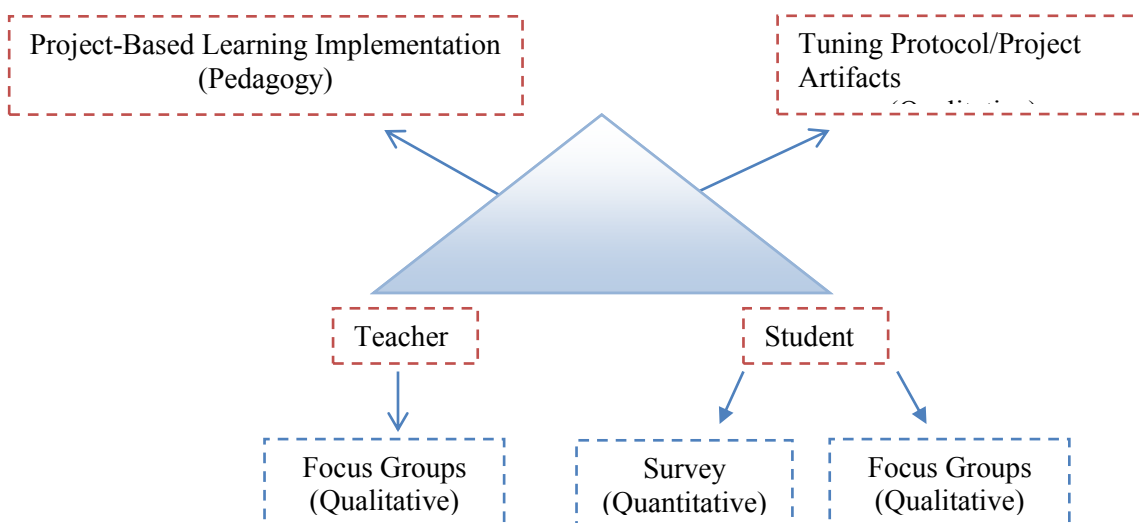 Project-Based Learning Implementation
(Pedagogy)
Tuning Protocol/Project
Artifacts
Teacher
Student
Focus Groups
(Qualitative)
Survey
(Quantitative)
Focus Groups
(Qualitative)